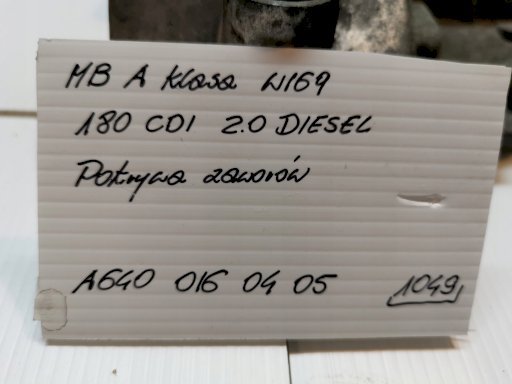 MB A Klasa W169
180 CDI 2.0 DIESEL
Pokrywa zaworów
A640 016 04 05 1049